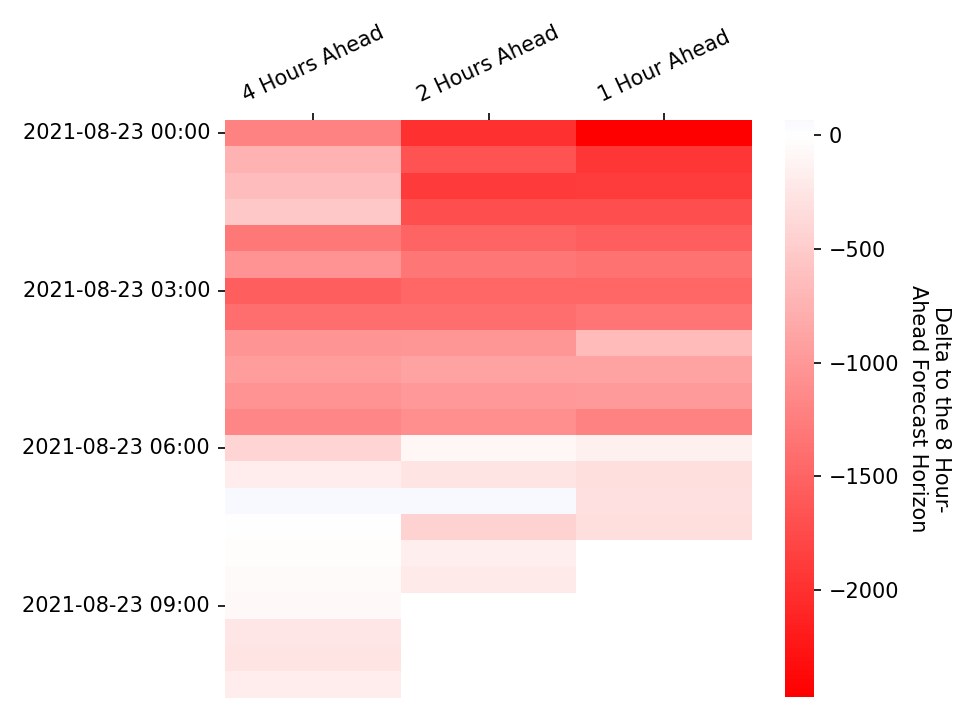 4 Hours Ahead
2 Hours Ahead
1 Hour Ahead
2021-08-23 00:00
2021-08-23 03:00
2021-08-23 06:00
2021-08-23 09:00
0
−500
−1000
−1500
−2000
Delta to the 8 Hour-
Ahead Forecast Horizon